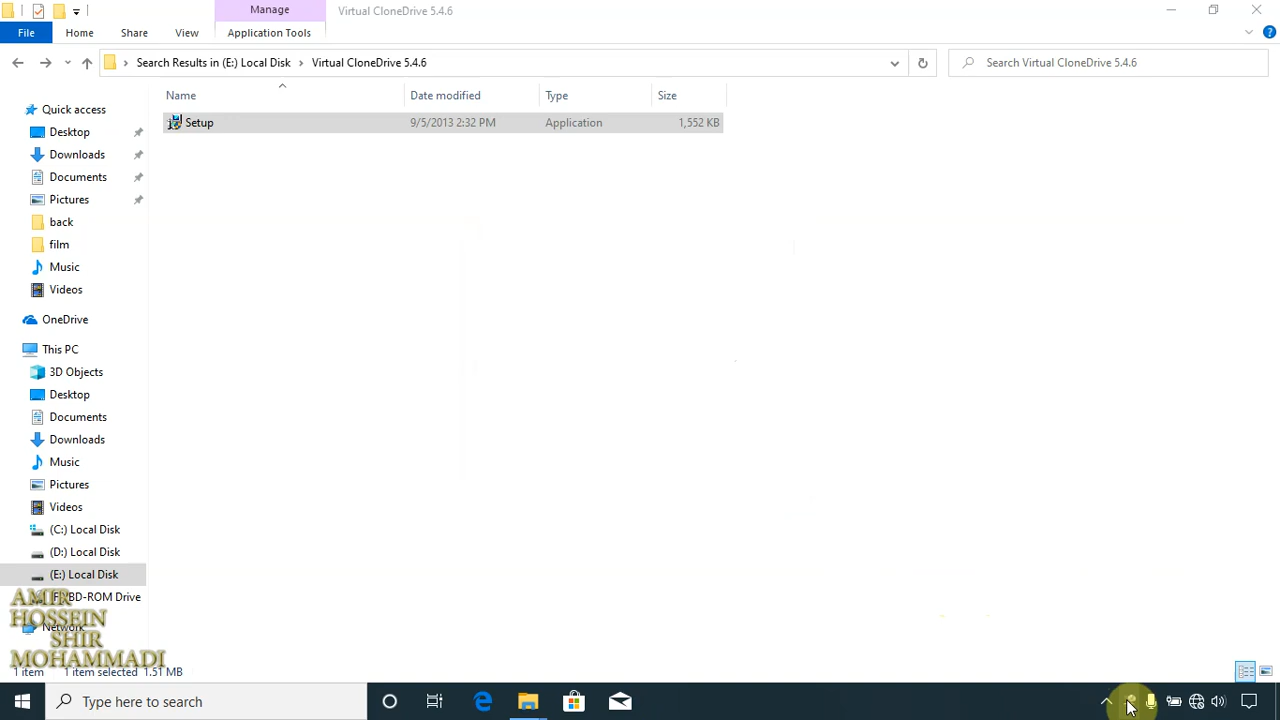 Manage
Virtual CloneDrive 5.4.6
File
Home
Share
View
Application Tools
Search Results in (E:) Local Disk
Virtual CloneDrive 5.4.6
Search Virtual CloneDrive 5.4.6
Name
Date modified
Type
Size
Setup
9/5/2013 2:32 PM
Application
1,552 KB
Quick access
Desktop
Downloads
Documents
Pictures
back
film
Music
Videos
OneDrive
This PC
3D Objects
Desktop
Documents
Downloads
Music
Pictures
Videos
(C:) Local Disk
(D:) Local Disk
(E:) Local Disk
BD-ROM Drive
Network
AMIR
HOSSEIN
SHIR
MOHAMMADI
1 item
1 item selected
1.51 MB
Type here to search